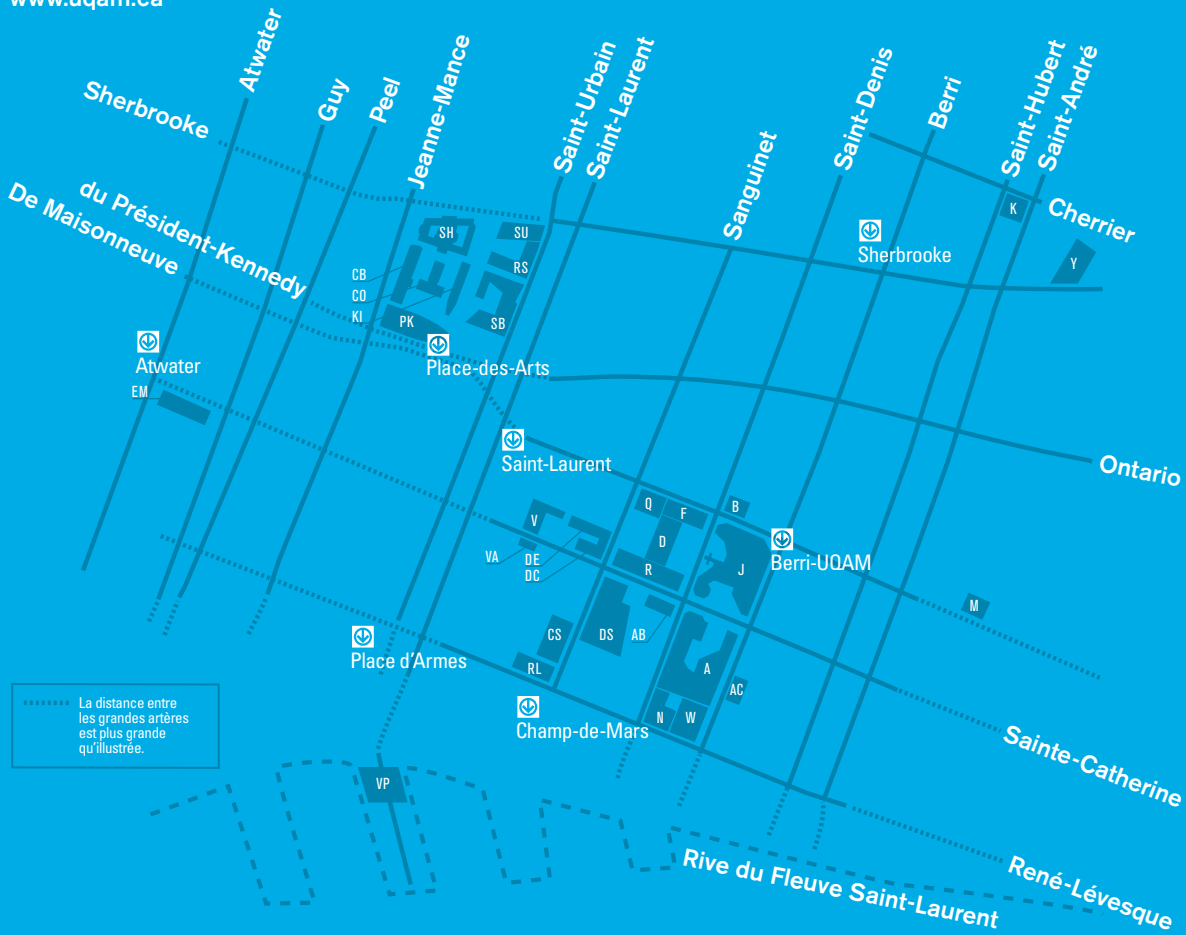 www.uqam.ca
Atwater
Guy
Peel
Jeanne-Mance
Saint-Urbain
Saint-Laurent
Sanguinet
Saint-Denis
Berri
Saint-Hubert
Saint-André
Sherbrooke
du Président-Kennedy
De Maisonneuve
Cherrier
K
Y
Sherbrooke
SH
SU
RS
CB
CO
KI
PK
SB
Place-des-Arts
Atwater
EM
Ontario
Saint-Laurent
Q
F
B
V
D
VA
DE
DC
R
J
Berri-UQAM
M
CS
DS
AB
RL
A
AC
N
W
Place d'Armes
Champ-de-Mars
Sainte-Catherine
La distance entre
les grandes artères
est plus grande
qu'illustrée.
VP
René-Lévesque
Rive du Fleuve Saint-Laurent